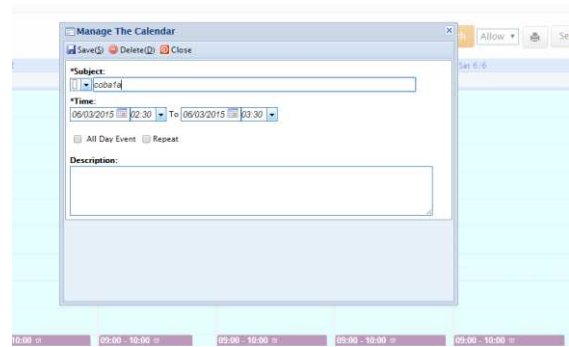 Manage The Calendar
Save(S) Delete(D) Close
*Subject:
coba1a
*Time:
06/03/2015 02:30 To 06/03/2015 03:30
All Day Event Repeat
Description:
Allow
Se
Sat 6/6
10:00 09:00 - 10:00 09:00 - 10:00 09:00 - 10:00 09:00 - 10:00